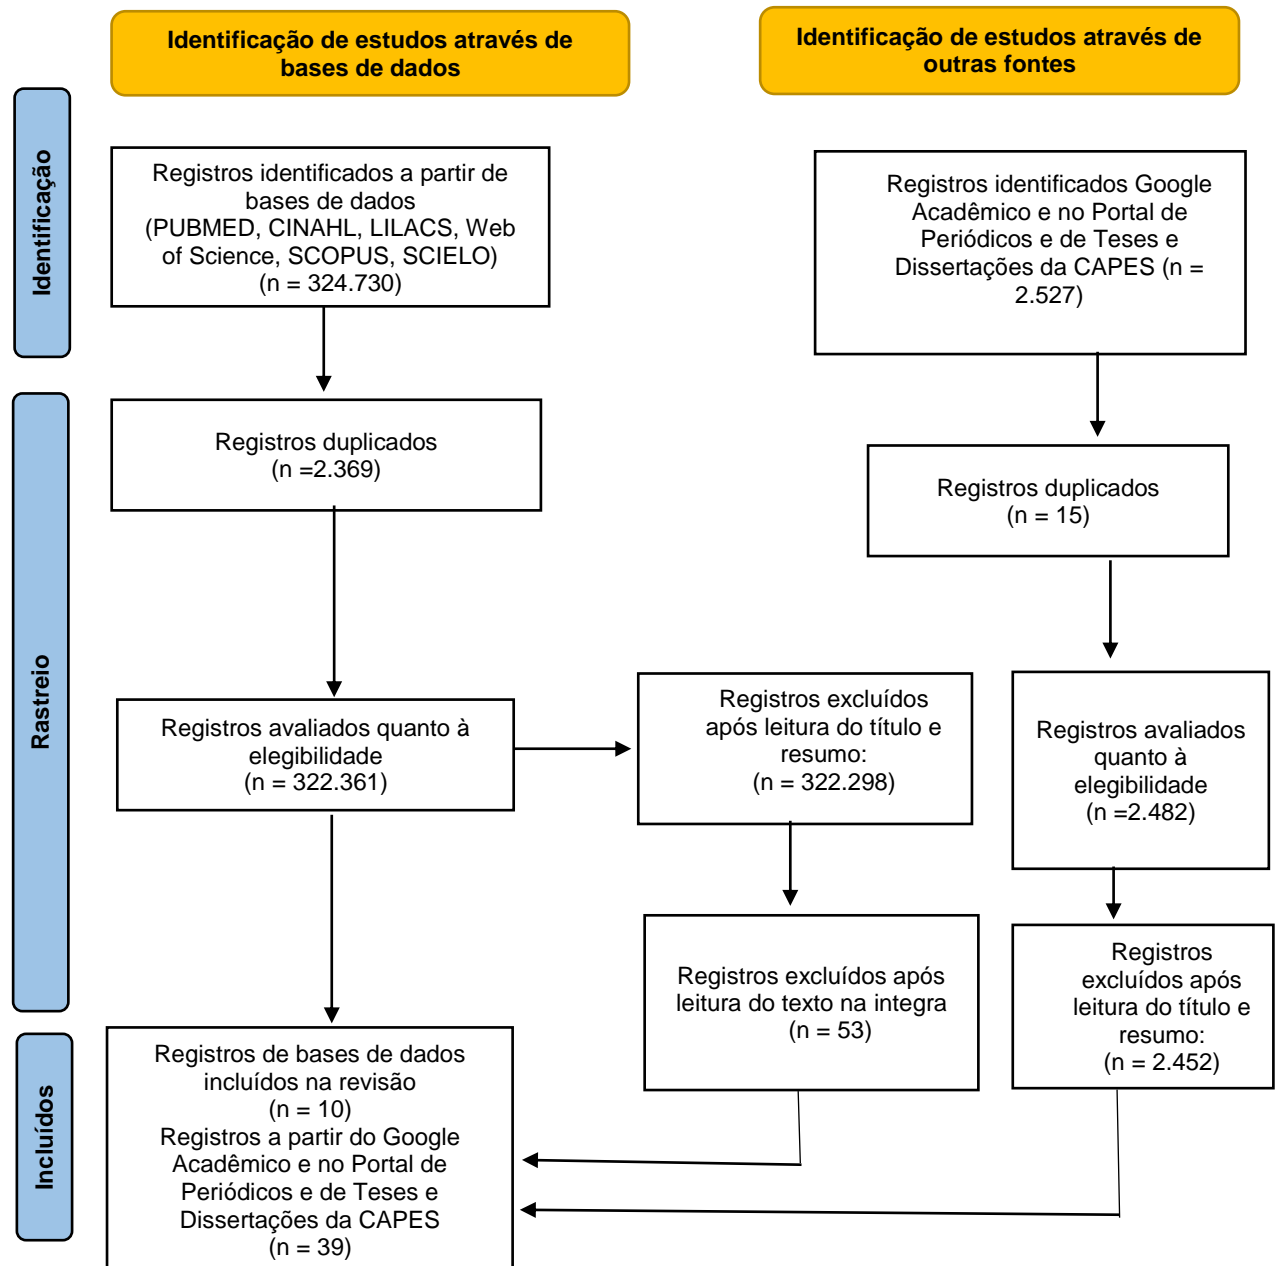 Identificação de estudos através de
bases de dados
Identificação de estudos através de
outras fontes
Identificação
Registros identificados a partir de
bases de dados
(PUBMED, CINAHL, LILACS, Web
of Science, SCOPUS, SCIELO)
(n = 324.730)
Registros identificados Google
Acadêmico e no Portal de
Periódicos e de Teses e
Dissertações da CAPES (n =
2.527)
Rastreio
Registros duplicados
(n =2.369)
Registros duplicados
(n = 15)
Registros avaliados quanto à
elegibilidade
(n = 322.361)
Registros excluídos
após leitura do título e
resumo:
(n = 322.298)
Registros avaliados
quanto à
elegibilidade
(n =2.482)
Registros excluídos após
leitura do texto na integra
(n = 53)
Registros
excluídos após
leitura do título e
resumo:
(n = 2.452)
Incluídos
Registros de bases de dados
incluídos na revisão
(n = 10)
Registros a partir do Google
Acadêmico e no Portal de
Periódicos e de Teses e
Dissertações da CAPES
(n = 39)